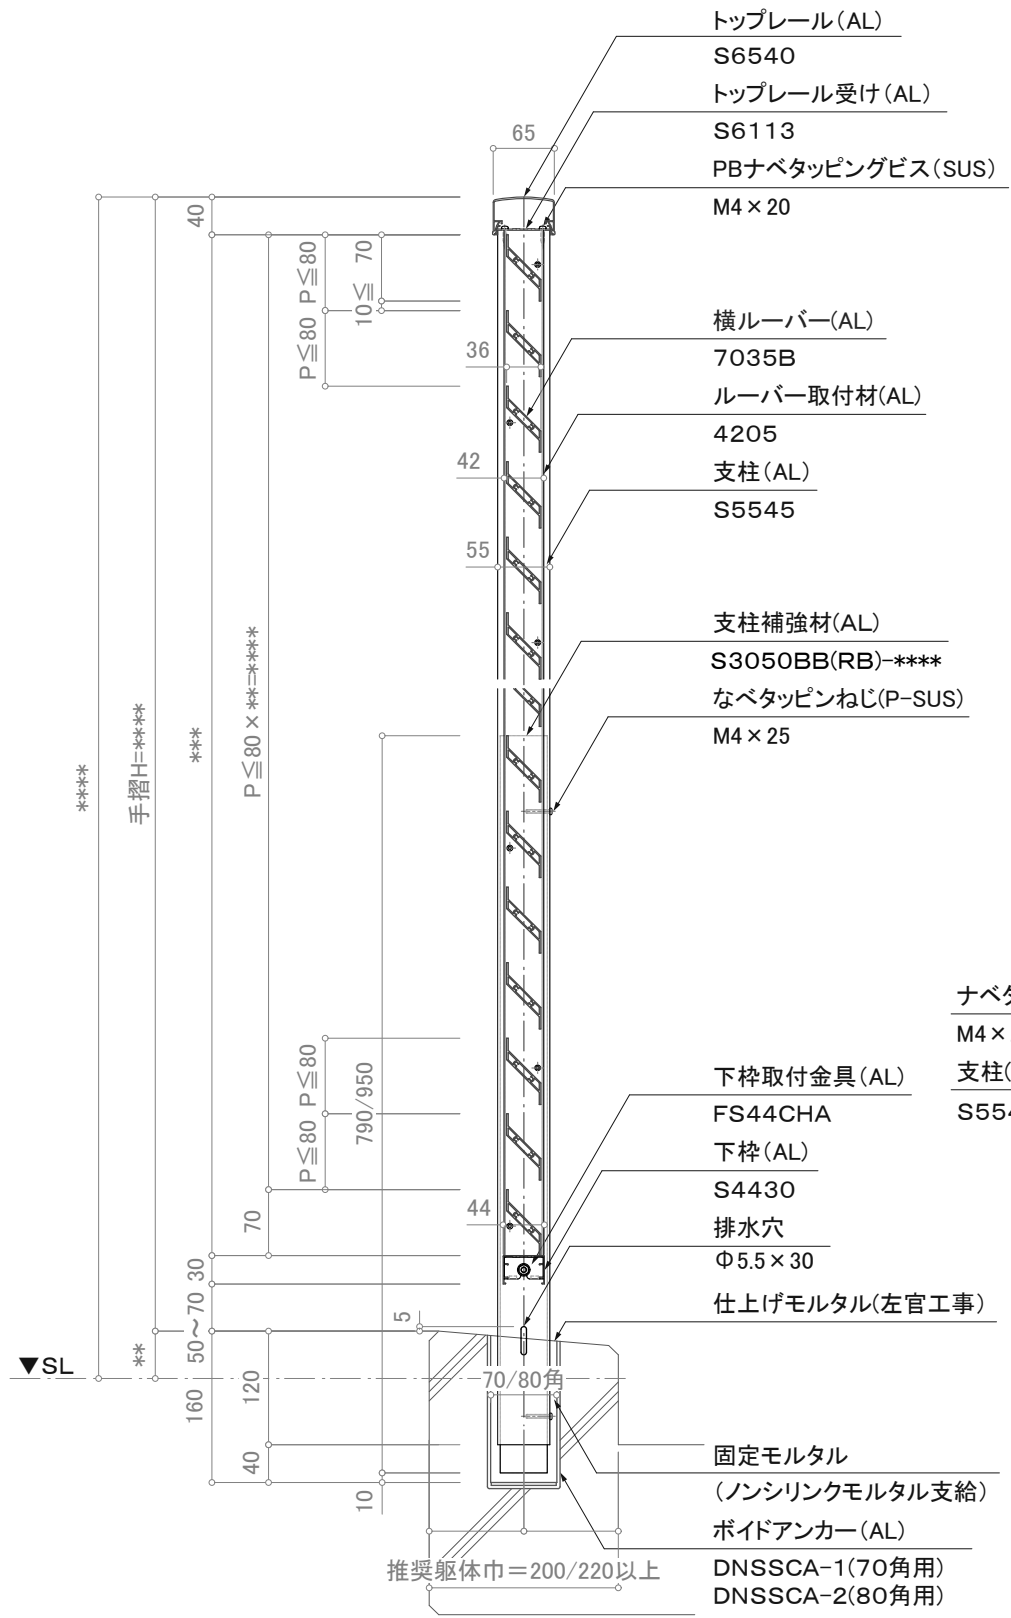 トップレール(AL)
S6540
トップレール受け(AL)
S6113
PBナベタッピングビス(SUS)
M4×20
横ルーバー(AL)
7035B
ルーバー取付材(AL)
4205
支柱(AL)
S5545
支柱補強材(AL)
S3050BB(RB)-****
なべタッピンねじ(P-SUS)
M4×25
ナベタ
M4×
支柱(
S554
下枠取付金具(AL)
FS44CHA
下枠(AL)
S4430
排水穴
Φ5.5×30
仕上げモルタル(左官工事)
固定モルタル
(ノンシリンクモルタル支給)
ボイドアンカー(AL)
DNSSCA-1(70角用)
DNSSCA-2(80角用)
65
40
P≦80
P≦80
70
10≦
36
42
55
****
手摺H=****
***
P≦80×**=****
790/950
P≦80
P≦80
44
70
30
50~70
5
▼SL
**
160
120
40
10
70/80角
推奨躯体巾=200/220以上